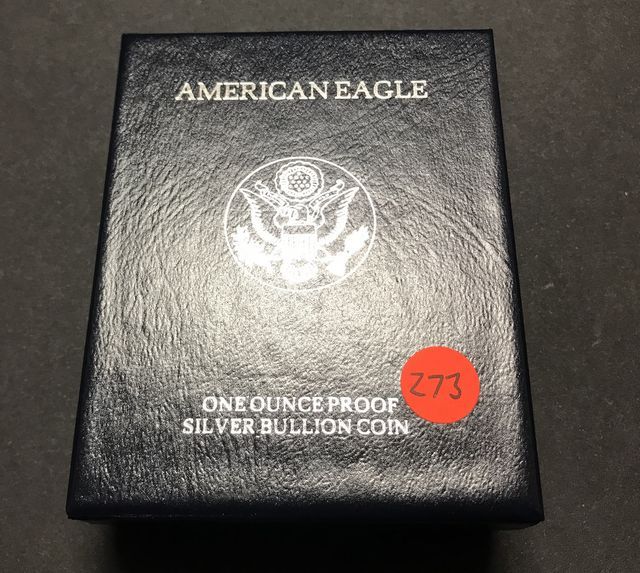 AMERICAN EAGLE
273
ONE OUNCE PROOF
SILVER BULLION COIN